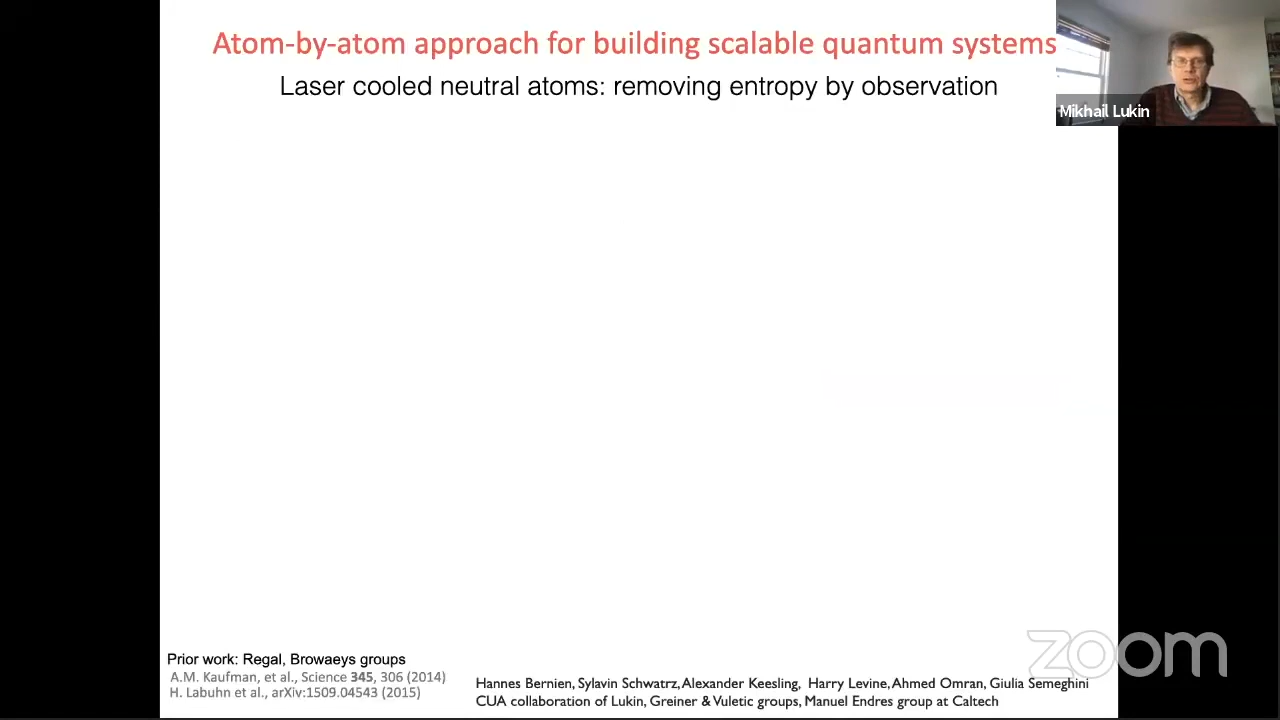 Atom-by-atom approach for building scalable quantum systems
Laser cooled neutral atoms: removing entropy by observation
Mikhail Lukin
zoom
Prior work: Regal, Browaeys groups
A.M. Kaufman, et al., Science 345, 306 (2014)
H. Labuhn et al., arXiv:1509.04543 (2015)
Hannes Bernien, Sylavin Schwatrz, Alexander Keesling, Harry Levine, Ahmed Omran, Giulia Semeghini
CUA collaboration of Lukin, Greiner & Vuletic groups, Manuel Endres group at Caltech